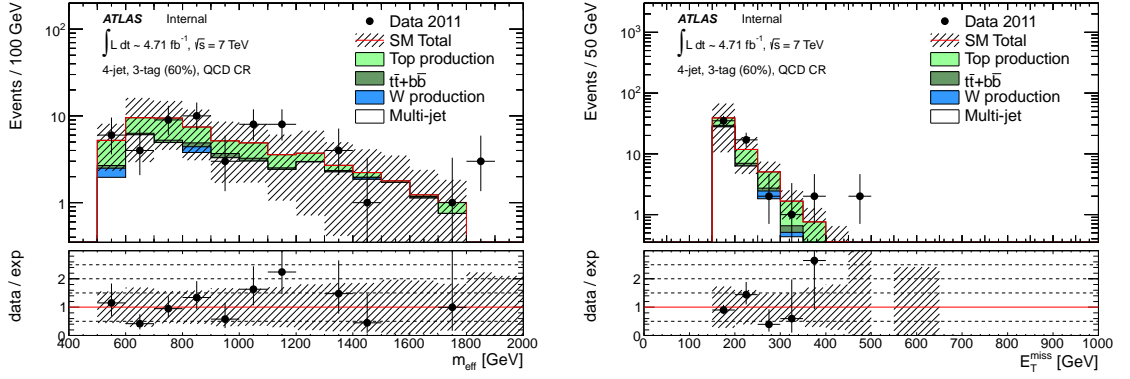 Events / 100 GeV
10²
10
1
ATLAS Internal
∫L dt ~ 4.71 fb⁻¹, √s = 7 TeV
4-jet, 3-tag (60%), QCD CR
Data 2011
SM Total
Top production
tt̄+bb̄
W production
Multi-jet
data / exp
2
1
0
400 600 800 1000 1200 1400 1600 1800 2000
m_eff [GeV]
Events / 50 GeV
10³
10²
10
1
ATLAS Internal
∫L dt ~ 4.71 fb⁻¹, √s = 7 TeV
4-jet, 3-tag (60%), QCD CR
Data 2011
SM Total
Top production
tt̄+bb̄
W production
Multi-jet
data / exp
2
1
0
0 100 200 300 400 500 600 700 800 900 1000
E_T^miss [GeV]